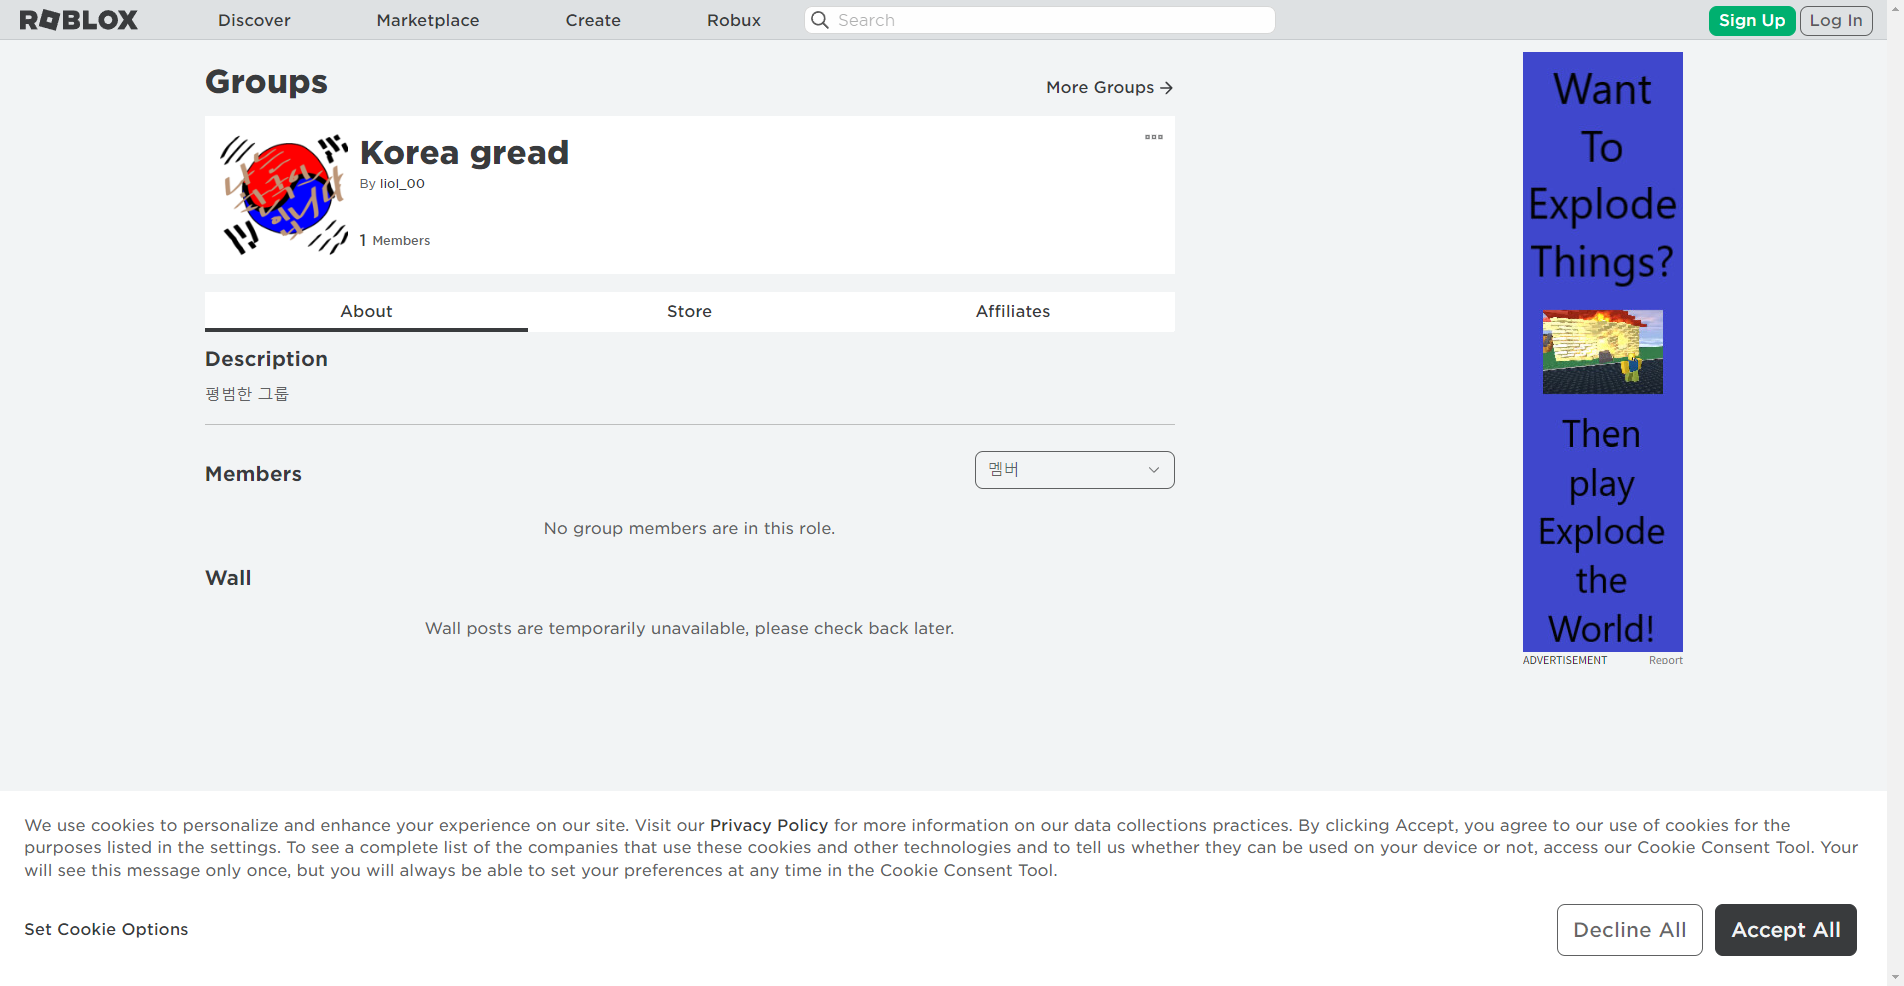 ROBLOX
Discover
Marketplace
Create
Robux
Search
Sign Up
Log In
Groups
More Groups
Korea gread
By liol_00
1 Members
About
Store
Affiliates
Description
평범한 그룹
Members
멤버
No group members are in this role.
Wall
Wall posts are temporarily unavailable, please check back later.
Want
To
Explode
Things?
Then
play
Explode
the
World!
ADVERTISEMENT
Report
We use cookies to personalize and enhance your experience on our site. Visit our Privacy Policy for more information on our data collections practices. By clicking Accept, you agree to our use of cookies for the
purposes listed in the settings. To see a complete list of the companies that use these cookies and other technologies and to tell us whether they can be used on your device or not, access our Cookie Consent Tool. Your
will see this message only once, but you will always be able to set your preferences at any time in the Cookie Consent Tool.
Set Cookie Options
Decline All
Accept All